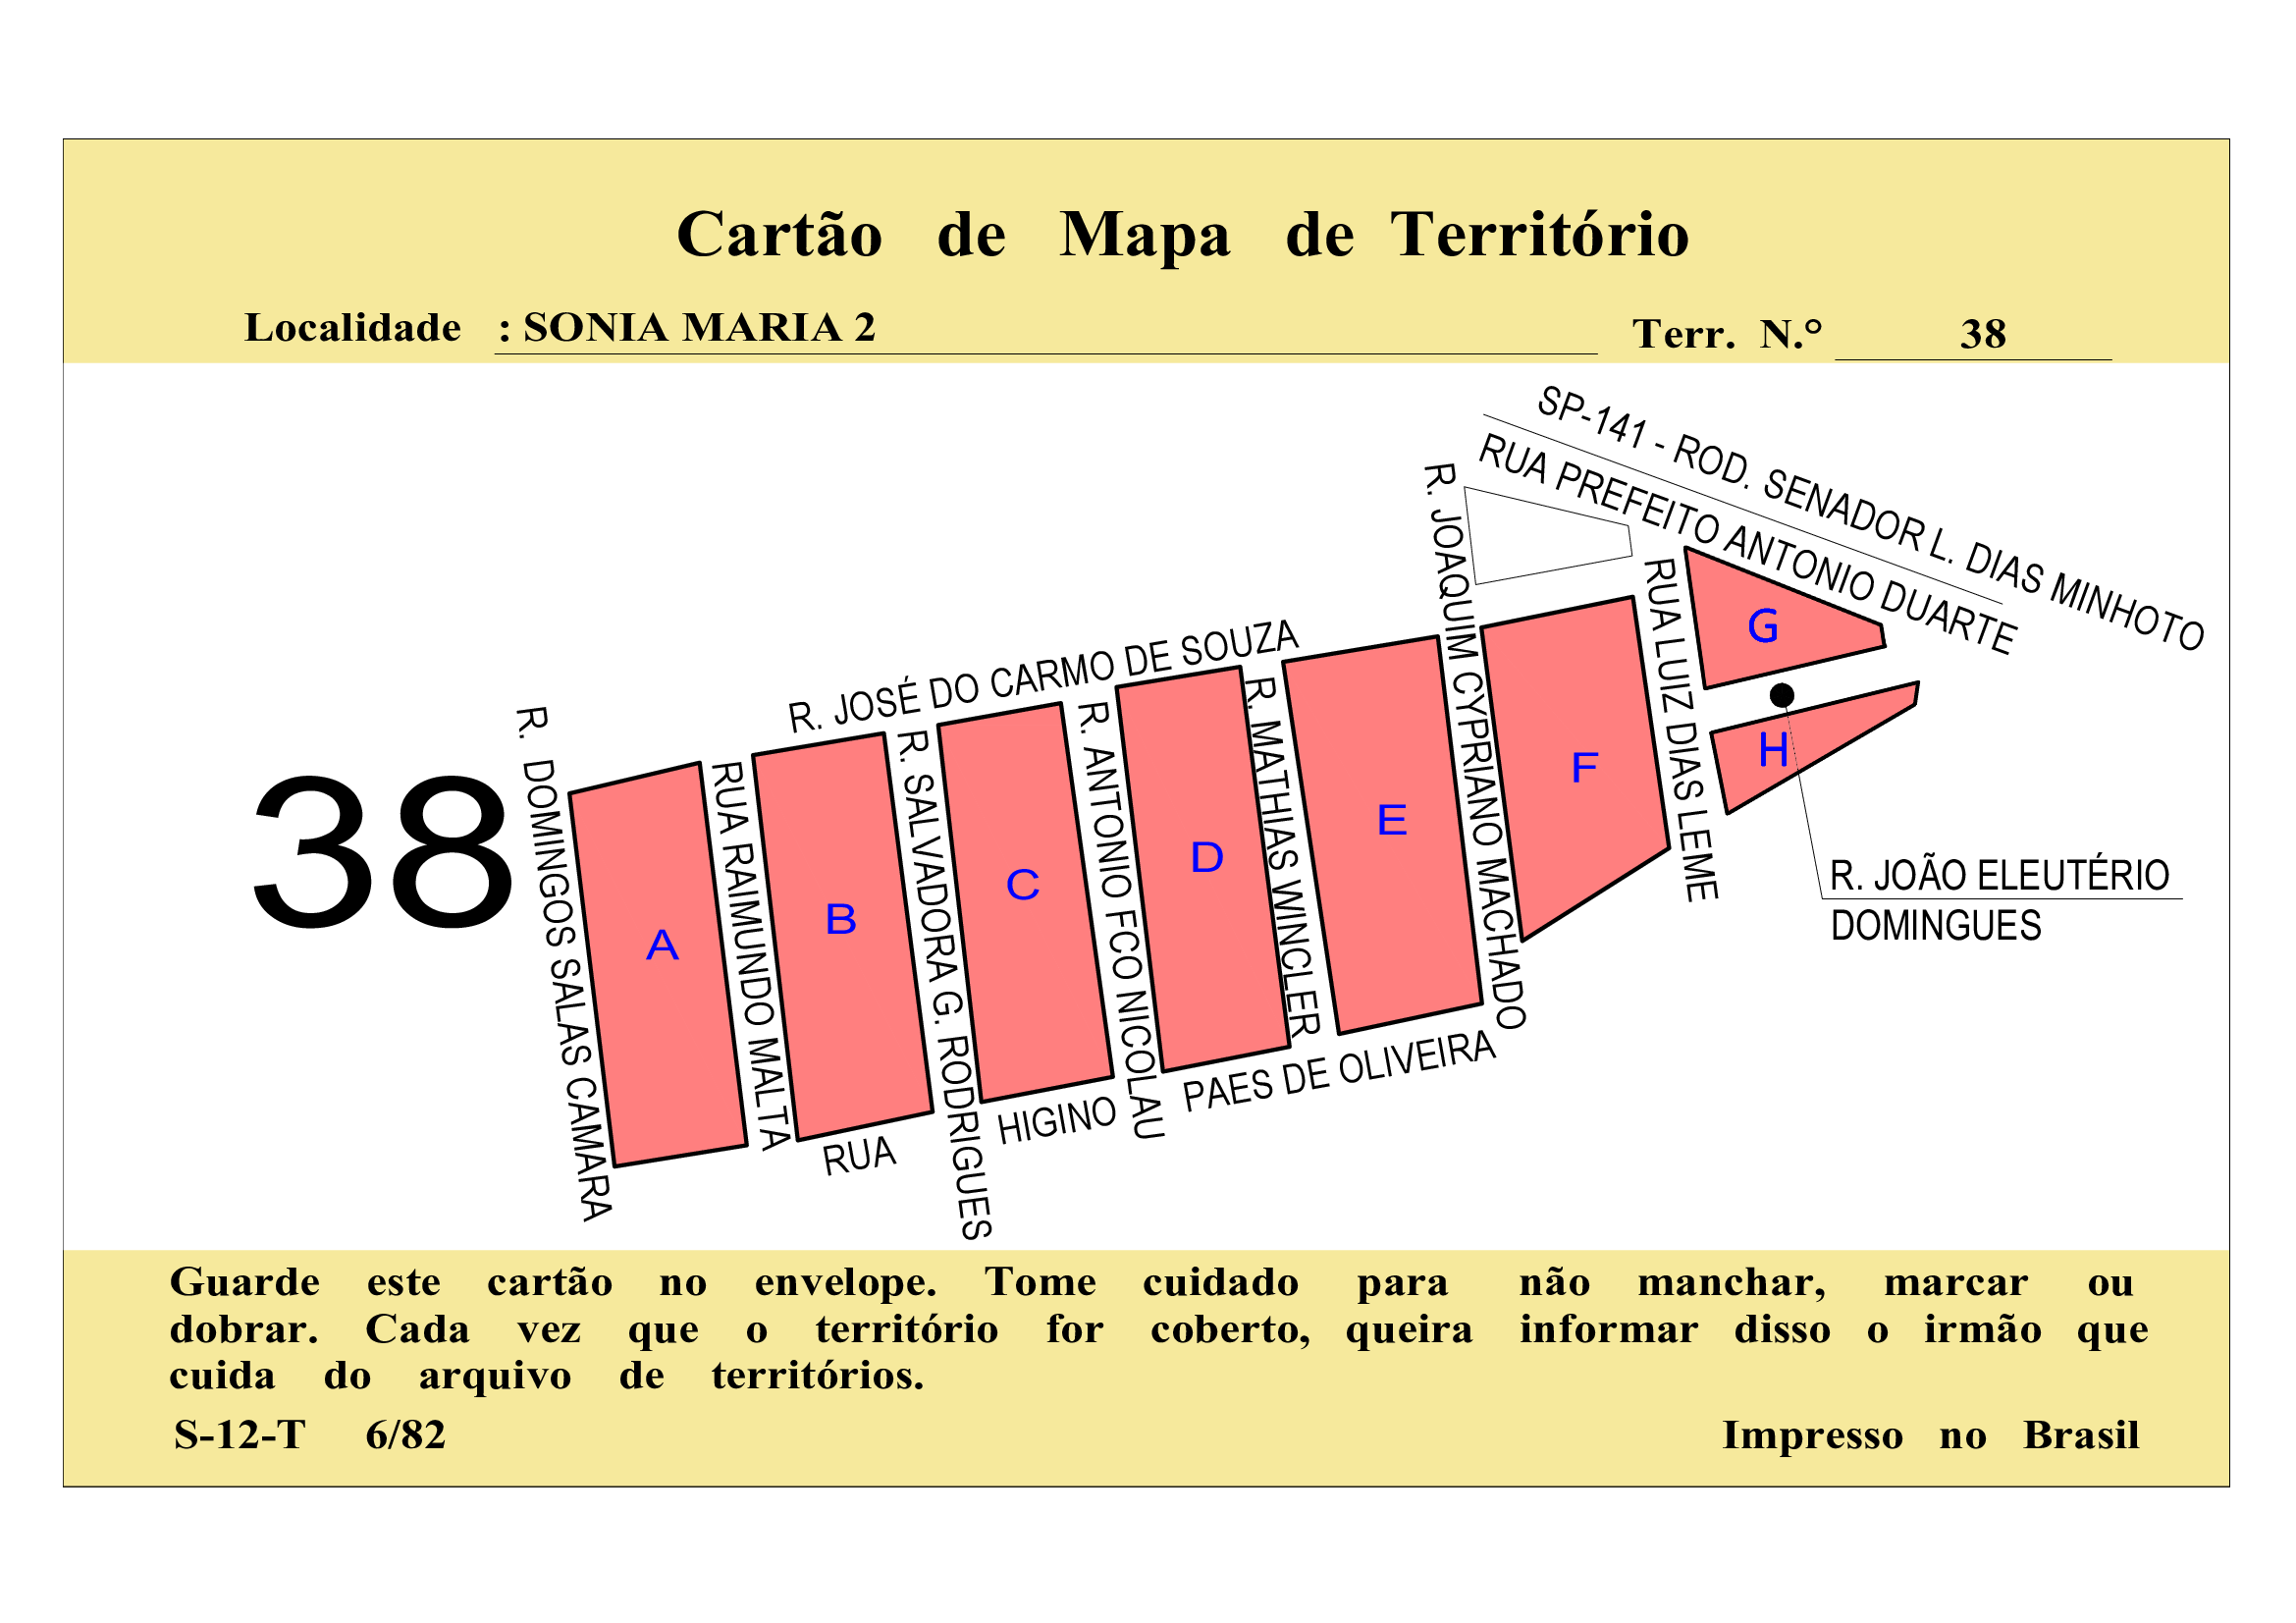 Cartão de Mapa de Território
Localidade : SONIA MARIA 2
Terr. N.° 38
SP-141 - ROD. SENADOR L. DIAS MINHOTO
RUA PREFEITO ANTONIO DUARTE
R. JOSÉ DO CARMO DE SOUZA
38
R. DOMINGOS SALAS CAMARA
A
RUA RAIMUNDO MALTA
B
R. SALVADORA G. RODRIGUES
C
R. ANTONIO FCO NICOLAU
D
R. MATHIAS WINCLER
E
R. JOAQUIM CYPRIANO MACHADO
F
RUA LUIZ DIAS LEME
G
H
R. JOÃO ELEUTÉRIO
DOMINGUES
RUA HIGINO PAES DE OLIVEIRA
Guarde este cartão no envelope. Tome cuidado para não manchar, marcar ou
dobrar. Cada vez que o território for coberto, queira informar disso o irmão que
cuida do arquivo de territórios.
S-12-T 6/82
Impresso no Brasil